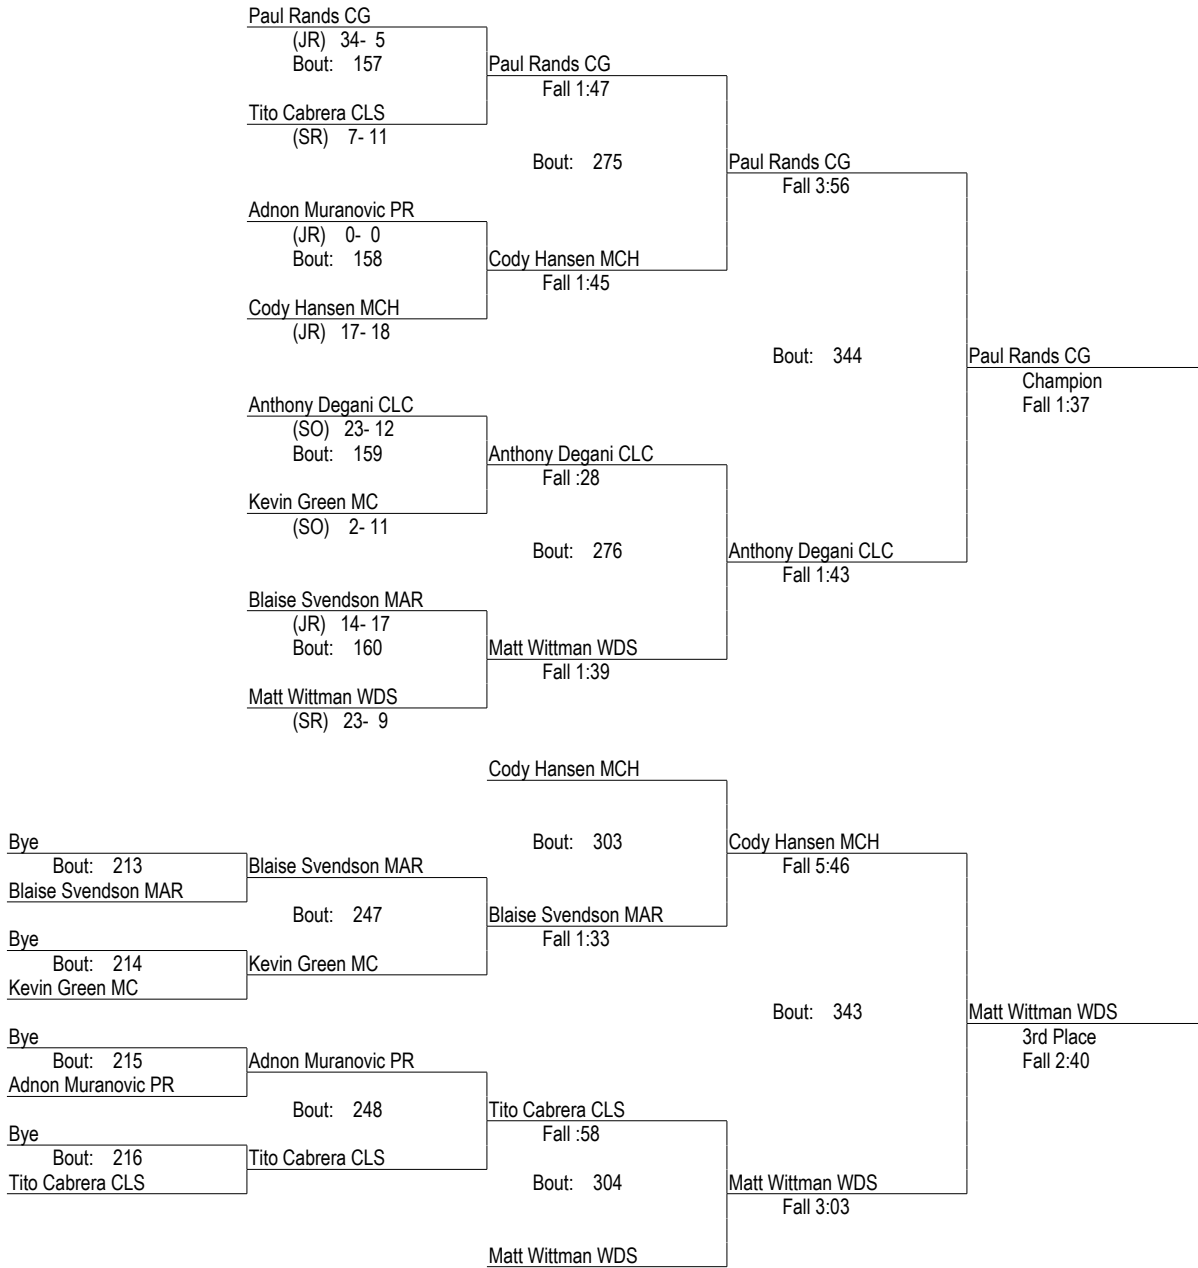 Paul Rands CG
(JR) 34- 5
Bout: 157
Paul Rands CG
Fall 1:47
Tito Cabrera CLS
(SR) 7- 11
Bout: 275
Paul Rands CG
Fall 3:56
Adnon Muranovic PR
(JR) 0- 0
Bout: 158
Cody Hansen MCH
Fall 1:45
Cody Hansen MCH
(JR) 17- 18
Bout: 344
Paul Rands CG
Champion
Fall 1:37
Anthony Degani CLC
(SO) 23- 12
Bout: 159
Anthony Degani CLC
Fall :28
Kevin Green MC
(SO) 2- 11
Bout: 276
Anthony Degani CLC
Fall 1:43
Blaise Svendson MAR
(JR) 14- 17
Bout: 160
Matt Wittman WDS
Fall 1:39
Matt Wittman WDS
(SR) 23- 9
Cody Hansen MCH
Bye
Bout: 213
Blaise Svendson MAR
Blaise Svendson MAR
Bout: 303
Cody Hansen MCH
Fall 5:46
Bout: 247
Blaise Svendson MAR
Fall 1:33
Bye
Bout: 214
Kevin Green MC
Kevin Green MC
Bout: 343
Matt Wittman WDS
3rd Place
Fall 2:40
Bye
Bout: 215
Adnon Muranovic PR
Adnon Muranovic PR
Bout: 248
Tito Cabrera CLS
Fall :58
Bye
Bout: 216
Tito Cabrera CLS
Tito Cabrera CLS
Bout: 304
Matt Wittman WDS
Fall 3:03
Matt Wittman WDS